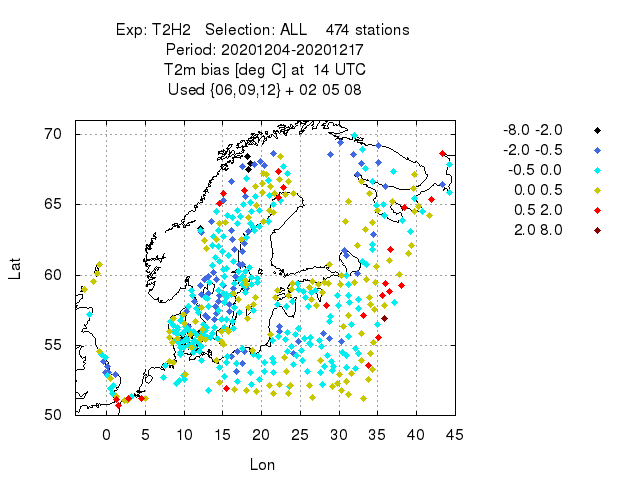 Exp: T2H2 Selection: ALL 474 stations
Period: 20201204-20201217
T2m bias [deg C] at 14 UTC
Used {06,09,12} + 02 05 08
70
65
60
55
50
Lat
0 5 10 15 20 25 30 35 40 45
Lon
-8.0 -2.0
-2.0 -0.5
-0.5 0.0
0.0 0.5
0.5 2.0
2.0 8.0